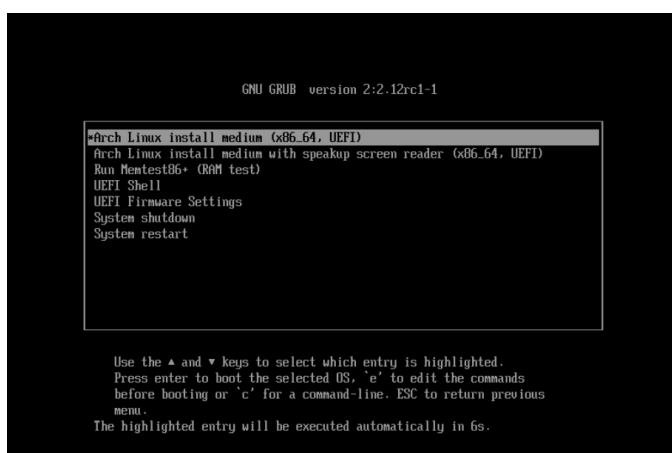 GNU GRUB version 2:2.12rc1-1
*Arch Linux install medium (x86_64, UEFI)
Arch Linux install medium with speakup screen reader (x86_64, UEFI)
Run Memtest86+ (RAM test)
UEFI Shell
UEFI Firmware Settings
System shutdown
System restart
Use the ▲ and ▼ keys to select which entry is highlighted.
Press enter to boot the selected OS, `e' to edit the commands
before booting or `c' for a command-line. ESC to return previous
menu.
The highlighted entry will be executed automatically in 6s.